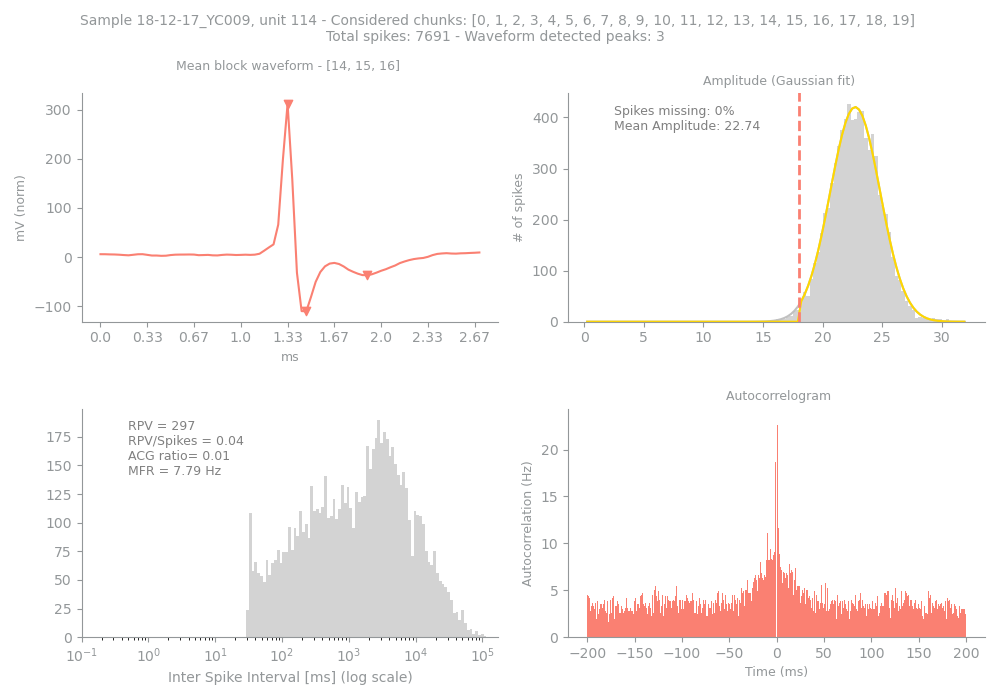 Sample 18-12-17_YC009, unit 114 - Considered chunks: [0, 1, 2, 3, 4, 5, 6, 7, 8, 9, 10, 11, 12, 13, 14, 15, 16, 17, 18, 19]
Total spikes: 7691 - Waveform detected peaks: 3
Mean block waveform - [14, 15, 16]
mV (norm)
300
200
100
0
−100
0.0 0.33 0.67 1.0 1.33 1.67 2.0 2.33 2.67
ms
Amplitude (Gaussian fit)
Spikes missing: 0%
Mean Amplitude: 22.74
# of spikes
400
300
200
100
0
0 5 10 15 20 25 30
RPV = 297
RPV/Spikes = 0.04
ACG ratio= 0.01
MFR = 7.79 Hz
175
150
125
100
75
50
25
0
10⁻¹ 10⁰ 10¹ 10² 10³ 10⁴ 10⁵
Inter Spike Interval [ms] (log scale)
Autocorrelogram
Autocorrelation (Hz)
20
15
10
5
0
−200 −150 −100 −50 0 50 100 150 200
Time (ms)